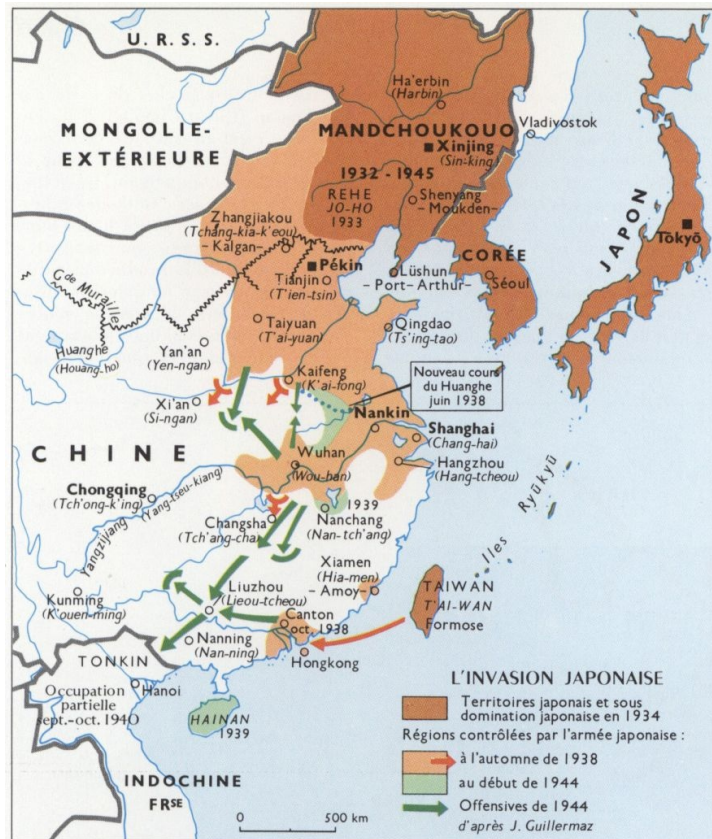 U.R.S.S.
MONGOLIE-
EXTÉRIEURE
Ha'erbin
(Harbin)
MANDCHOUKOUO
Vladivostok
Xinjing
(Sin-king)
1932 - 1945
REHE
JO-HO
1933
Shenyang
– Moukden –
Zhangjiakou
(Tchang-kia-k'eou)
– Kalgan –
Pékin
Tianjin
(T'ien-tsin)
Lüshun
– Port – Arthur –
CORÉE
Séoul
JAPON
Tōkyō
Gde Muraille
Huanghe
(Houang-ho)
Taiyuan
(T'ai-yuan)
Yan'an
(Yen-ngan)
Qingdao
(Ts'ing-tao)
Kaifeng
(K'ai-fong)
Nouveau cours
du Huanghe
juin 1938
Xi'an
(Si-ngan)
Nankin
Shanghai
(Chang-hai)
CHINE
Wuhan
(Wou-han)
Hangzhou
(Hang-tcheou)
Chongqing
(Tch'ong-k'ing)
Yangzijiang
(Yang-tseu-kiang)
Changsha
(Tch'ang-cha)
1939
Nanchang
(Nan-tch'ang)
Iles Ryūkyū
Xiamen
(Hia-men)
– Amoy –
Kunming
(K'ouen-ming)
Liuzhou
(Lieou-tcheou)
TAIWAN
T'AI-WAN
Formose
Canton
oct. 1938
Nanning
(Nan-ning)
Hongkong
TONKIN
Hanoi
Occupation
partielle
sept.-oct. 1940
HAINAN
1939
INDOCHINE
FRSE
0 500 km
L'INVASION JAPONAISE
Territoires japonais et sous
domination japonaise en 1934
Régions contrôlées par l'armée japonaise :
à l'automne de 1938
au début de 1944
Offensives de 1944
d'après J. Guillermaz